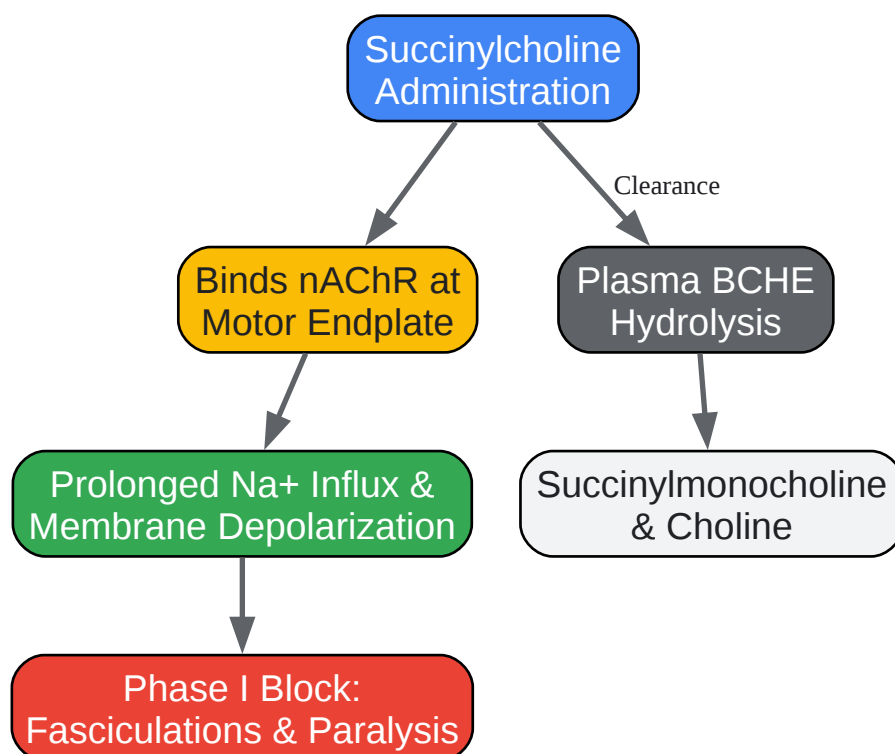 Succinylcholine
Administration
Clearance
Binds nAChR at
Motor Endplate
Plasma BCHE
Hydrolysis
Prolonged Na+ Influx &
Membrane Depolarization
Succinylmonocholine
& Choline
Phase I Block:
Fasciculations & Paralysis